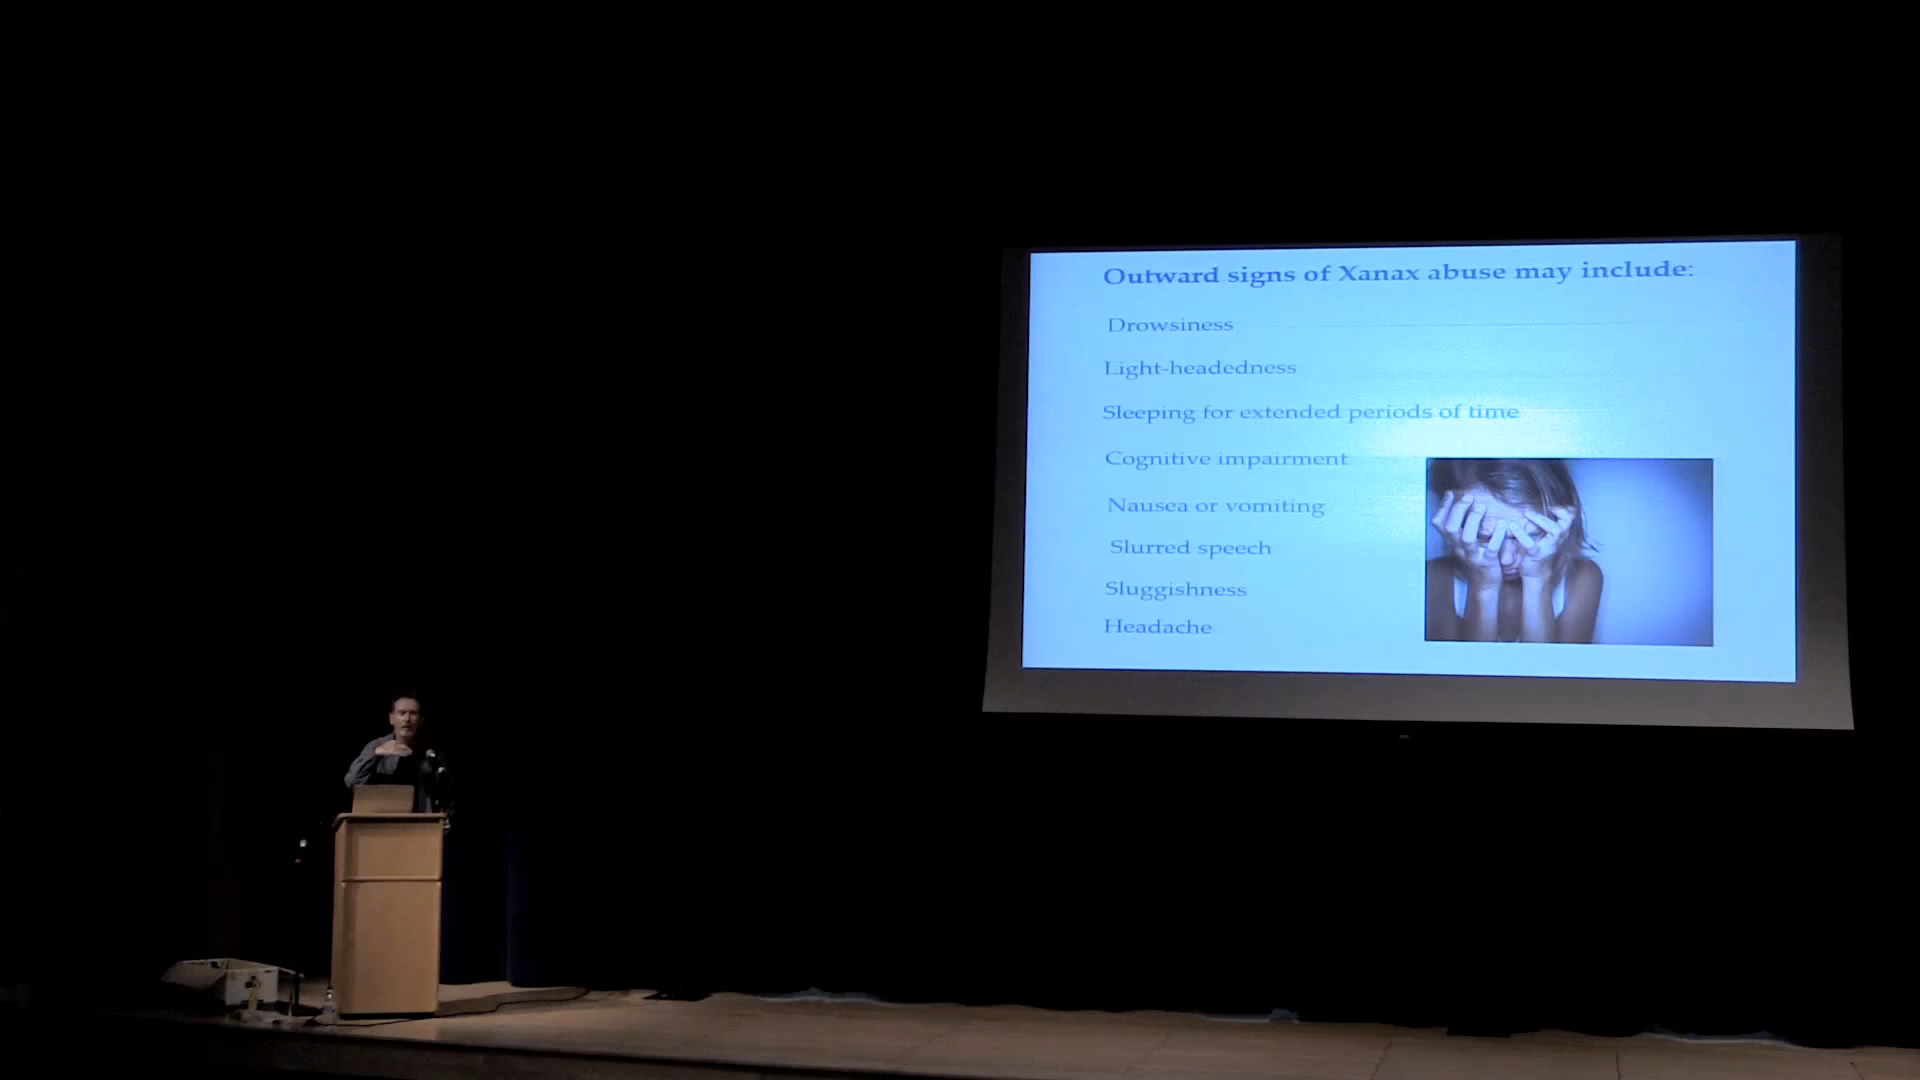 Outward signs of Xanax abuse may include:
Drowsiness
Light-headedness
Sleeping for extended periods of time
Cognitive impairment
Nausea or vomiting
Slurred speech
Sluggishness
Headache